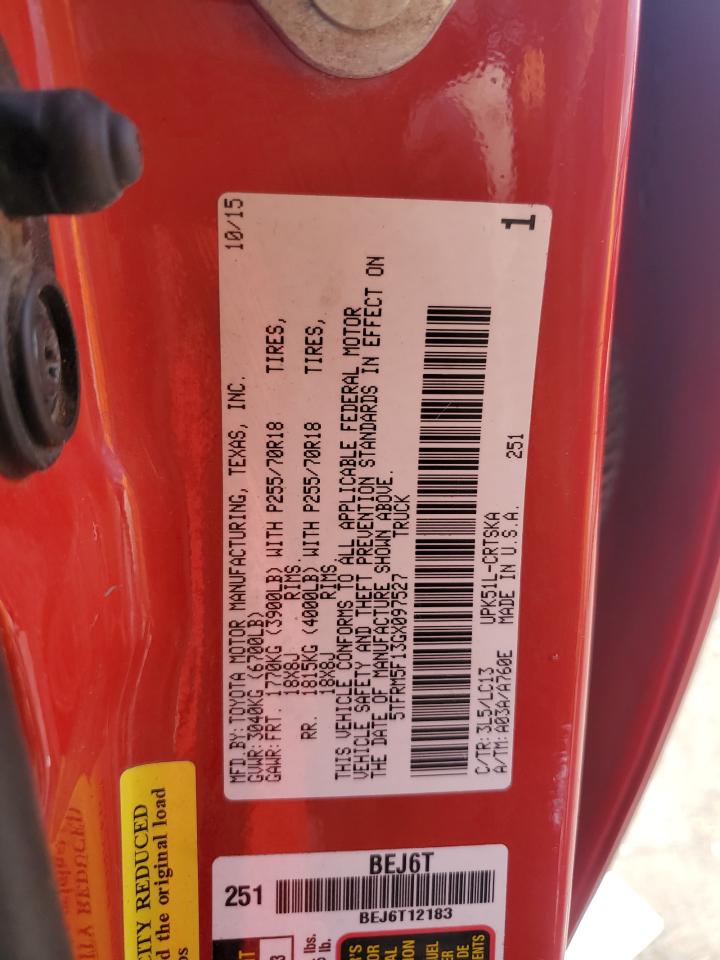 MFD.BY:TOYOTA MOTOR MANUFACTURING, TEXAS, INC. 10/15
GVWR:3040KG (6700LB)
GAWR:FRT. 1770KG (3900LB) WITH P255/70R18 TIRES,
18X8J RIMS.
RR. 1815KG (4000LB) WITH P255/70R18 TIRES,
18X8J RIMS
THIS VEHICLE CONFORMS TO ALL APPLICABLE FEDERAL MOTOR
VEHICLE SAFETY AND THEFT PREVENTION STANDARDS IN EFFECT ON
THE DATE OF MANUFACTURE SHOWN ABOVE.
5TFRM5F13GX097527 TRUCK
C/TR:3L5/LC13 UPK51L-CRTSKA 251
A/TM:A03A/A760E MADE IN U.S.A.
1
CITY REDUCED
the original load
BEJ6T
251
BEJ6T12183
lbs.
lb.